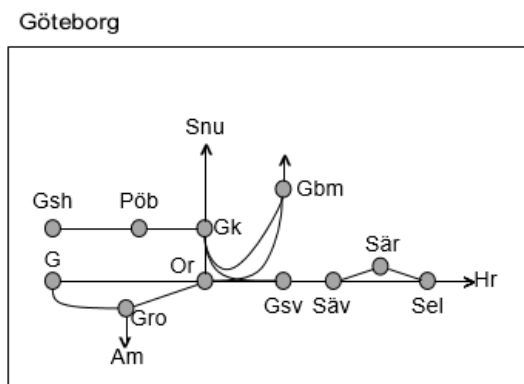 Göteborg
Snu
Gsh
Pöb
Gk
Gbm
G
Or
Sär
Gro
Gsv
Säv
Sel
Hr
Am